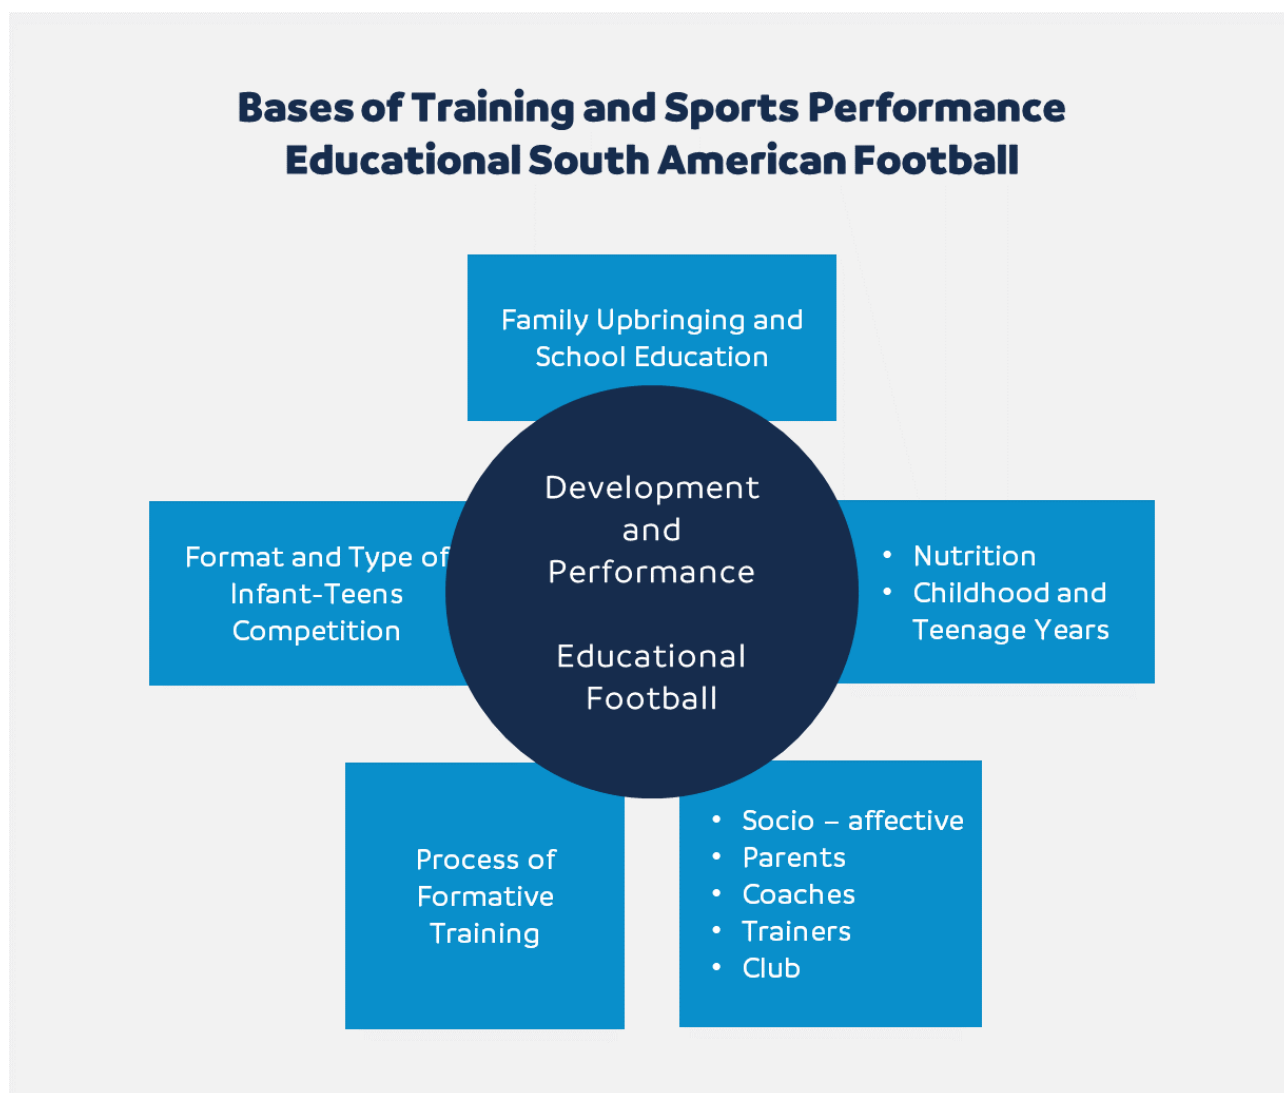 Bases of Training and Sports Performance
Educational South American Football
Family Upbringing and
School Education
Development
and
Performance
Educational
Football
Format and Type of
Infant-Teens
Competition
• Nutrition
• Childhood and
Teenage Years
Process of
Formative
Training
• Socio – affective
• Parents
• Coaches
• Trainers
• Club